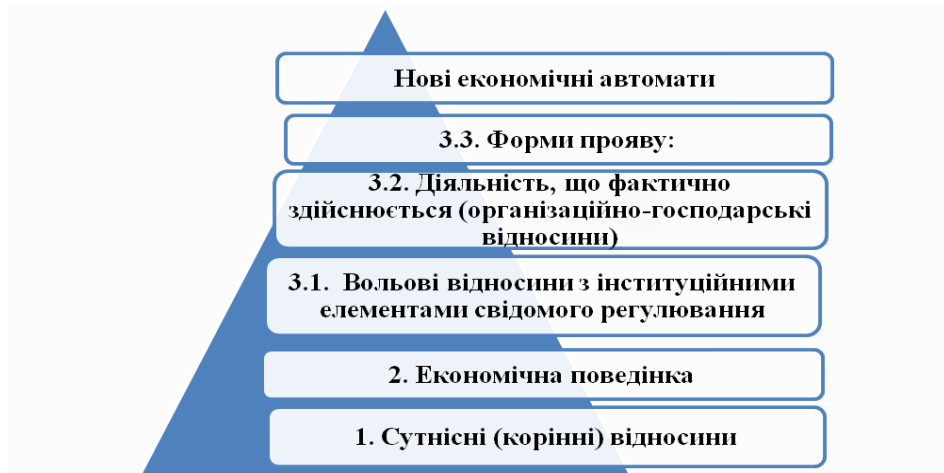 Нові економічні автомати
3.3. Форми прояву:
3.2. Діяльність, що фактично
здійснюється (організаційно-господарські
відносини)
3.1. Вольові відносини з інституційними
елементами свідомого регулювання
2. Економічна поведінка
1. Сутнісні (корінні) відносини